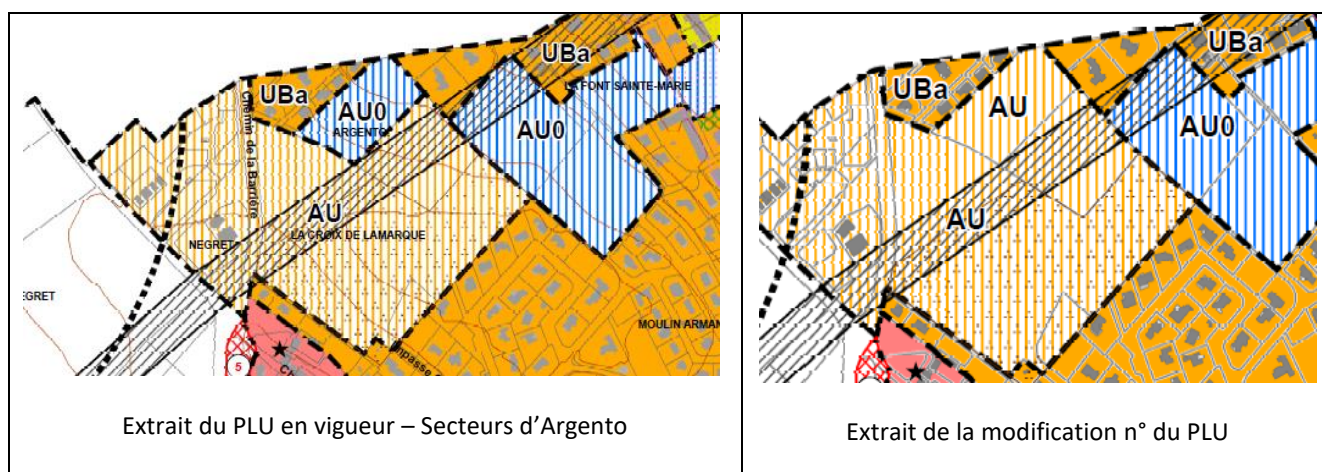 UBa
UBa
LA FONT SAINTE-MARIE
AU0
ARGENTO
AU0
Chemin de la Barrière
AU
LA CROIX DE LAMARQUE
NEGRET
EGRET
MOULIN ARMAN
5
Extrait du PLU en vigueur – Secteurs d’Argento
UBa
UBa
AU
AU0
AU
Extrait de la modification n° du PLU